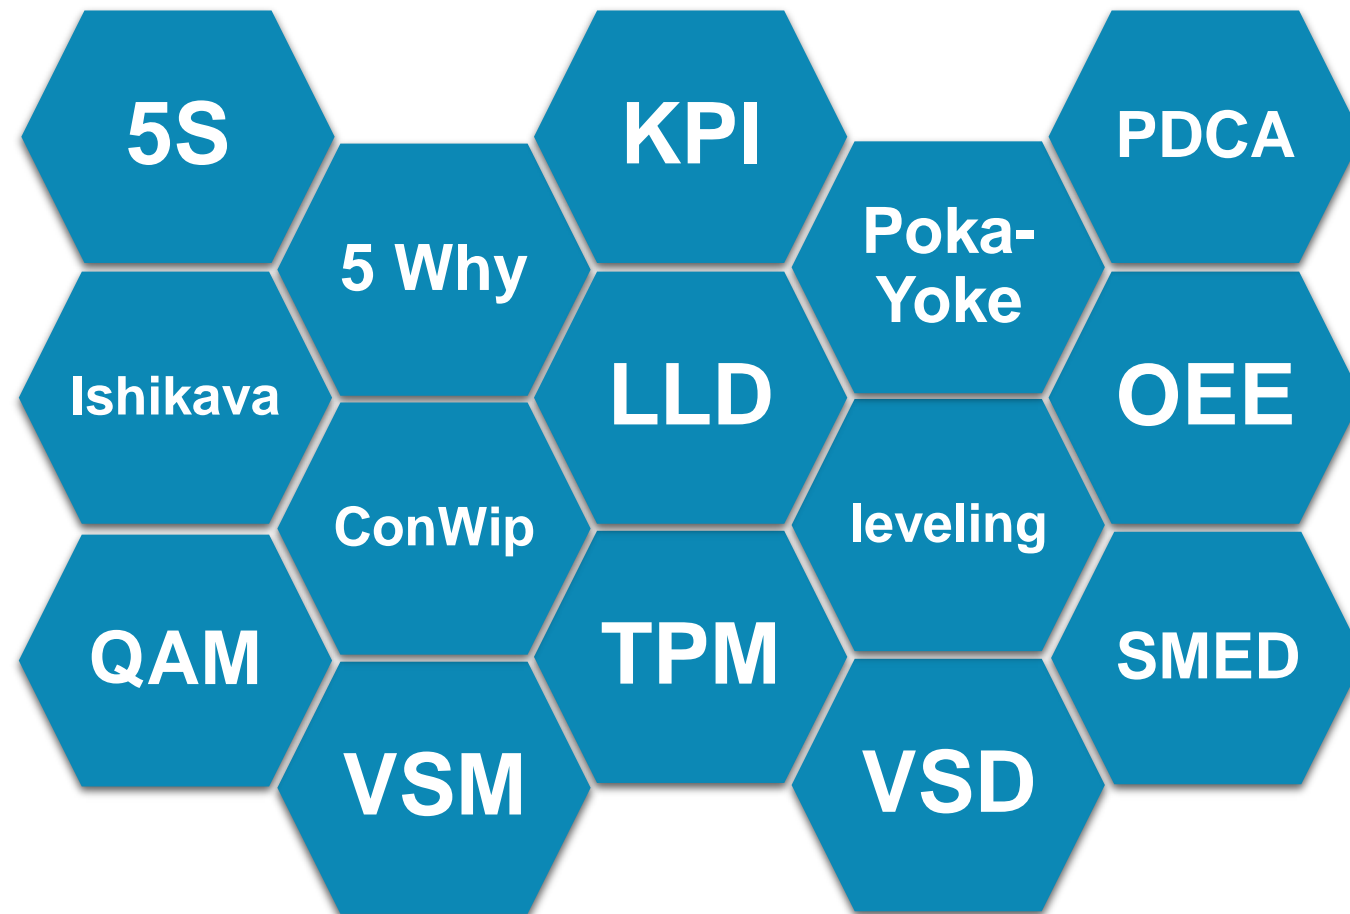 5S
KPI
PDCA
5 Why
Poka-
Yoke
Ishikava
LLD
OEE
ConWip
leveling
QAM
TPM
SMED
VSM
VSD